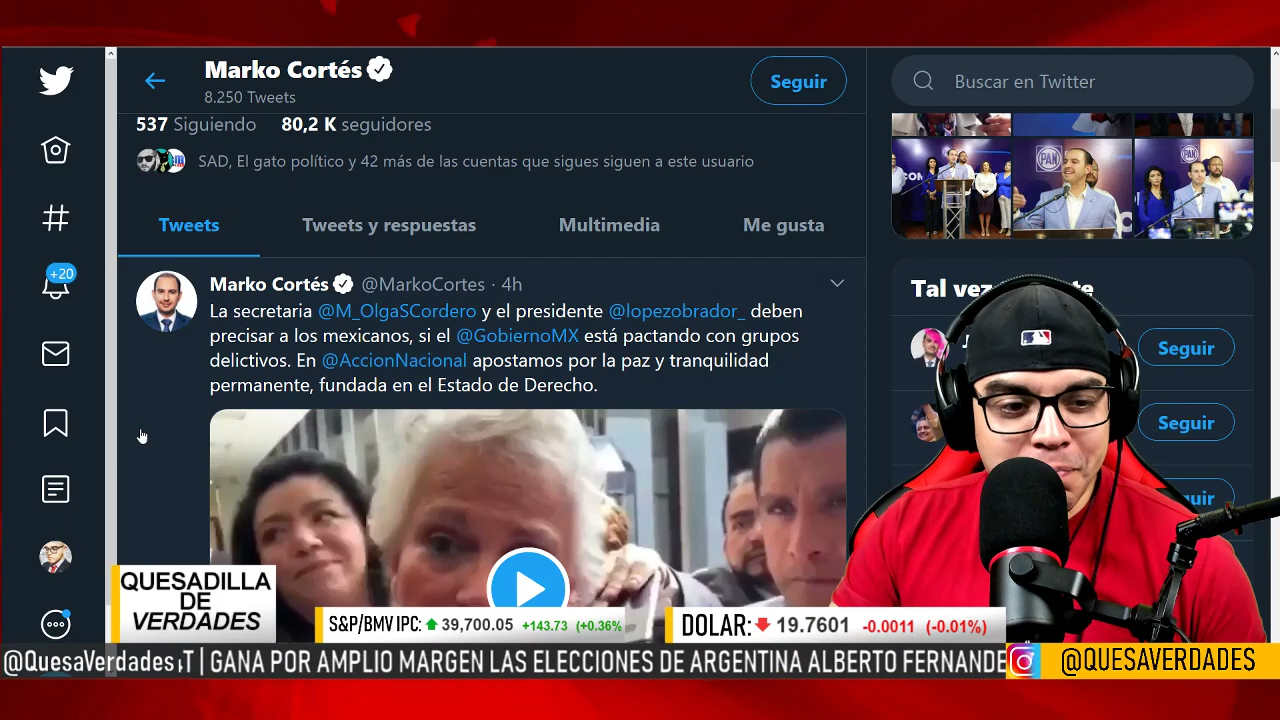 Marko Cortés
8.250 Tweets
Seguir
Buscar en Twitter
537 Siguiendo 80,2 K seguidores
SAD, El gato político y 42 más de las cuentas que sigues siguen a este usuario
Tweets Tweets y respuestas Multimedia Me gusta
PAN
PAN
+20
Marko Cortés @MarkoCortes · 4h
La secretaria @M_OlgaSCordero y el presidente @lopezobrador_ deben
precisar a los mexicanos, si el @GobiernoMX está pactando con grupos
delictivos. En @AccionNacional apostamos por la paz y tranquilidad
permanente, fundada en el Estado de Derecho.
Tal vez
Seguir
Seguir
QUESADILLA
DE
VERDADES
S&P/BMV IPC: 39,700.05 +143.73 (+0.36%)
DOLAR: 19.7601 -0.0011 (-0.01%)
@QuesaVerdades T | GANA POR AMPLIO MARGEN LAS ELECCIONES DE ARGENTINA ALBERTO FERNANDE
@QUESAVERDADES